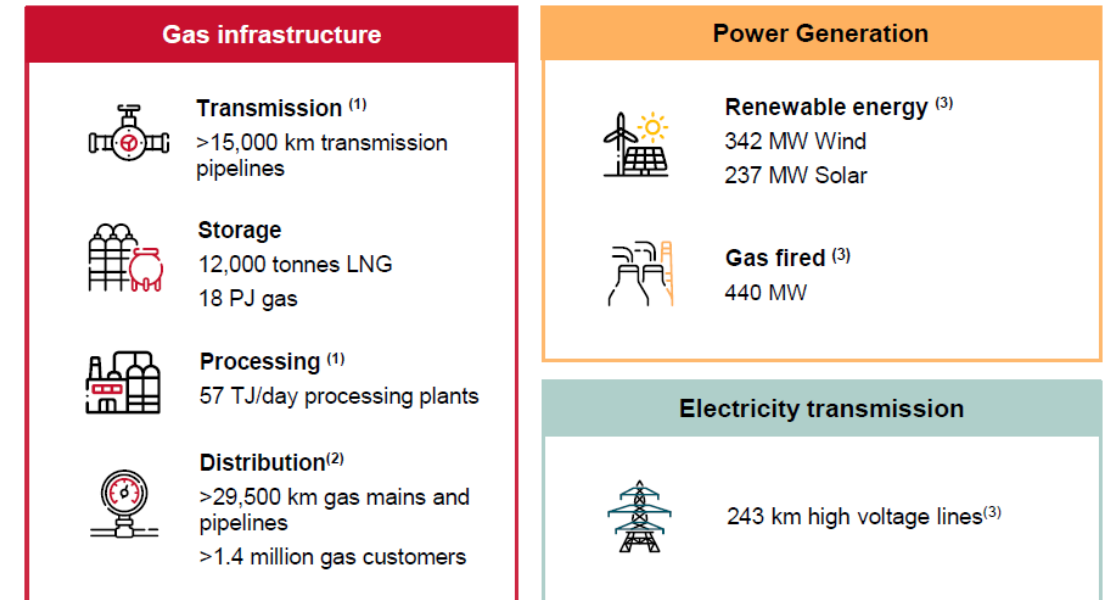 Gas infrastructure
Transmission (1)
>15,000 km transmission
pipelines
Storage
12,000 tonnes LNG
18 PJ gas
Processing (1)
57 TJ/day processing plants
Distribution(2)
>29,500 km gas mains and
pipelines
>1.4 million gas customers
Power Generation
Renewable energy (3)
342 MW Wind
237 MW Solar
Gas fired (3)
440 MW
Electricity transmission
243 km high voltage lines(3)